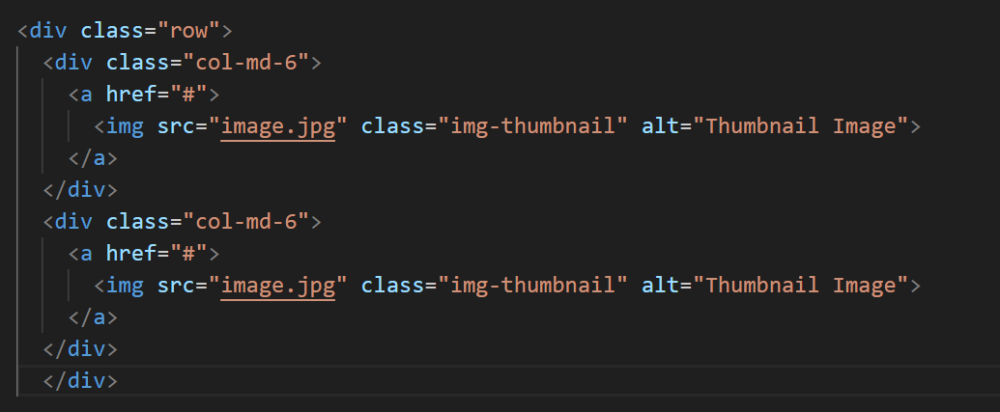 <div class="row">
  <div class="col-md-6">
    <a href="#">
      <img src="image.jpg" class="img-thumbnail" alt="Thumbnail Image">
    </a>
  </div>
  <div class="col-md-6">
    <a href="#">
      <img src="image.jpg" class="img-thumbnail" alt="Thumbnail Image">
    </a>
  </div>
  </div>